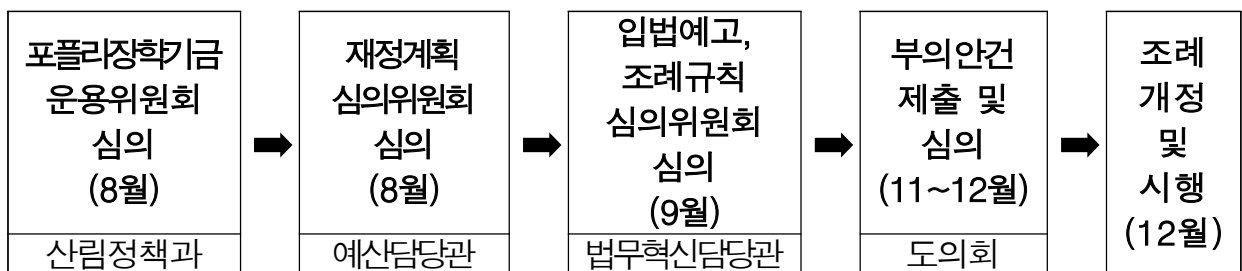 포플러장학기금
운용위원회
심의
(8월)
산림정책과
재정계획
심의위원회
심의
(8월)
예산담당관
입법예고,
조례규칙
심의위원회
심의
(9월)
법무혁신담당관
부의안건
제출 및
심의
(11~12월)
도의회
조례
개정
및
시행
(12월)